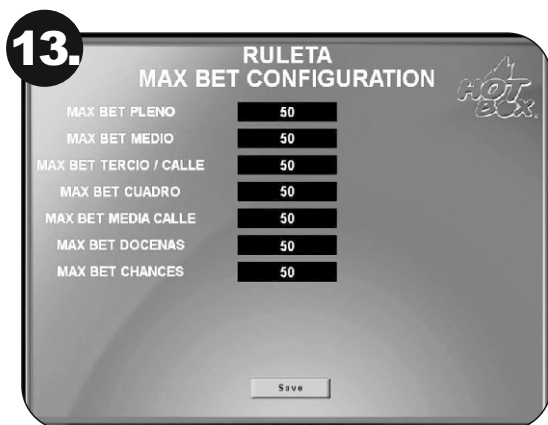 13.
RULETA
MAX BET CONFIGURATION
HOT
BOX.
MAX BET PLENO 50
MAX BET MEDIO 50
MAX BET TERCIO / CALLE 50
MAX BET CUADRO 50
MAX BET MEDIA CALLE 50
MAX BET DOCENAS 50
MAX BET CHANCES 50
Save